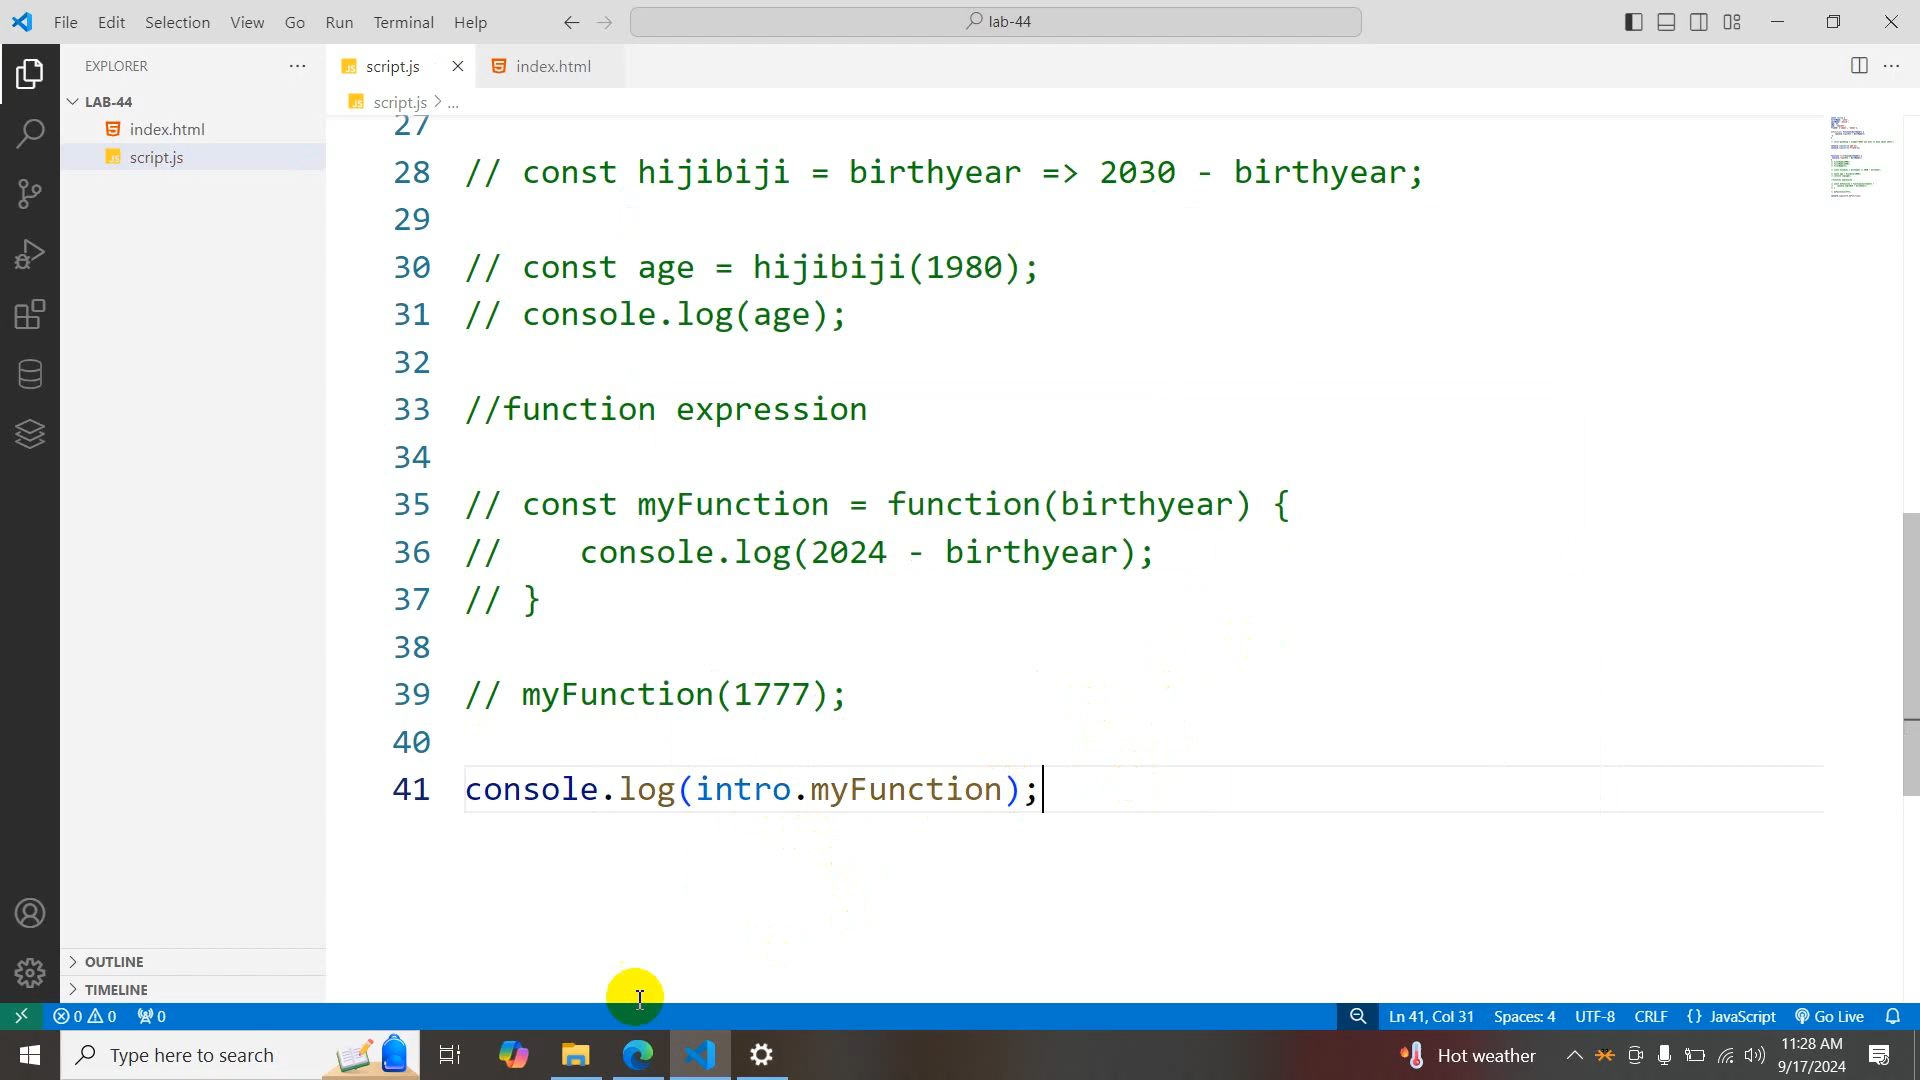 File Edit Selection View Go Run Terminal Help
lab-44
EXPLORER
LAB-44
index.html
script.js
script.js
index.html
script.js > ...
27
28 // const hijibiji = birthyear => 2030 - birthyear;
29
30 // const age = hijibiji(1980);
31 // console.log(age);
32
33 //function expression
34
35 // const myFunction = function(birthyear) {
36 //    console.log(2024 - birthyear);
37 // }
38
39 // myFunction(1777);
40
41 console.log(intro.myFunction);
OUTLINE
TIMELINE
0 0 0
Ln 41, Col 31 Spaces: 4 UTF-8 CRLF {} JavaScript Go Live
Type here to search
Hot weather
11:28 AM
9/17/2024